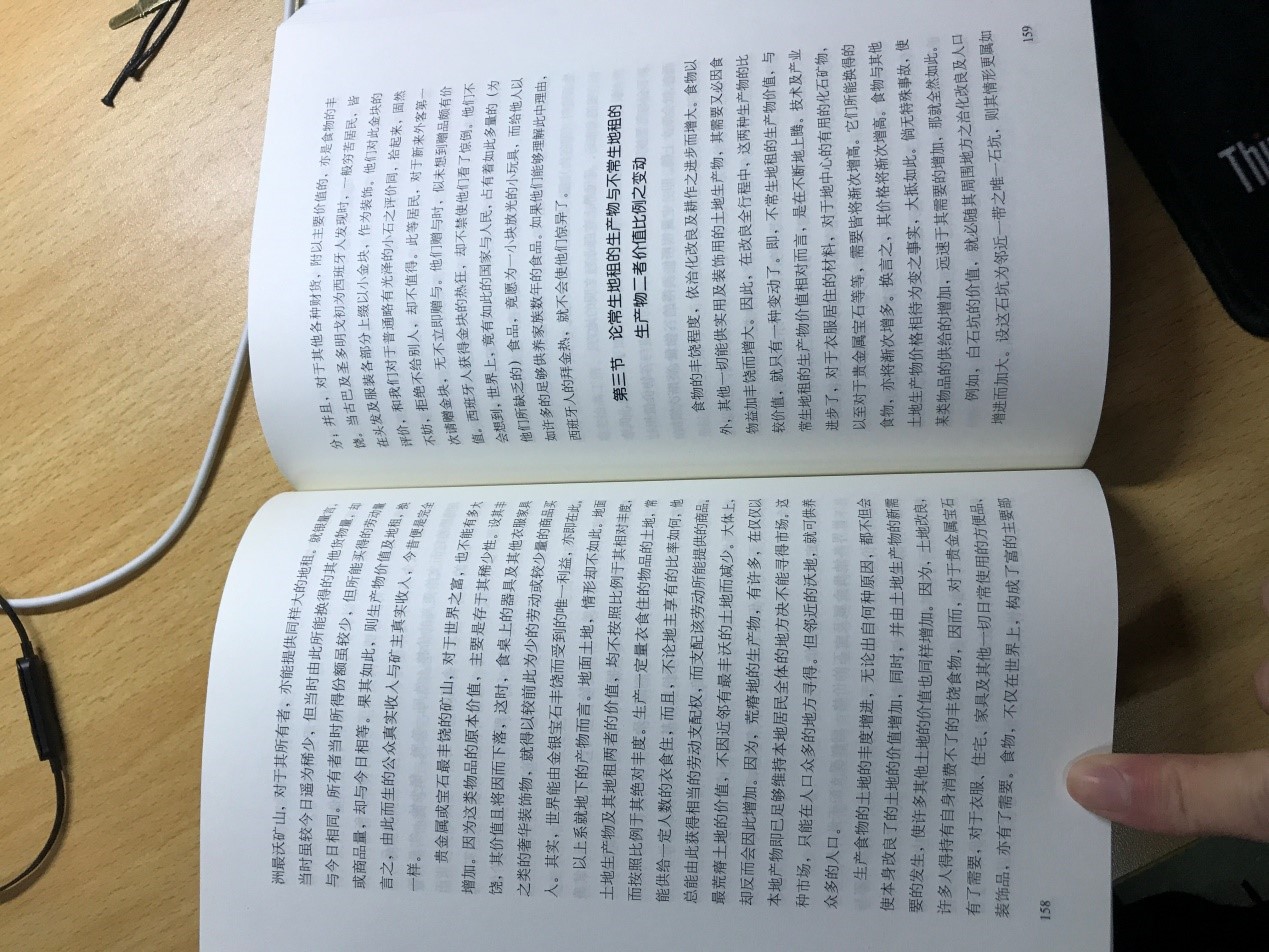 洲最沃矿山，对于其所有者，亦能提供同样大的地租。就银量言，
当时虽较今日遥为稀少，但当时由此所能换得的其他货物量，却
与今日相同。所有者当时所得份额虽较少，但所能买得的劳动量
或商品量，却与今日相等。果其如此，则生产物价值及地租，换
言之，由此而生的公众真实收入与矿主真实收入，今昔便是完全
一样。
贵金属或宝石最丰饶的矿山，对于世界之富，也不能有多大
增加。因为这类物品的原本价值，主要是存于其稀少性。设其丰
饶，其价值且将因而下落，这时，食桌上的器具及其他衣服家具
之类的奢华装饰物，就得以较前此为少的劳动或较少量的商品买
入。其实，世界能由金银宝石丰饶而受到的唯一利益，亦即在此。
以上系就地下的产物而言。地面土地，情形却不如此。地面
土地生产物及其地租两者的价值，均不按照比例于其相对丰度，
而按照比例于其绝对丰度。生产一定量衣食住的物品的土地，常
能供给一定人数的衣食住；而且，不论地主享有的比率如何，他
总能由此获得相当的劳动支配权，而支配该劳动所能提供的商品。
最荒瘠土地的价值，不因近邻有最丰沃的土地而减少。大体上，
却反而会因此增加。因为，荒瘠地的生产物，有许多，在仅仅以
本地产物即已足够维持本地居民全体的地方决不能寻得市场；这
种市场，只能在人口众多的地方寻得。但邻近的沃地，就可供养
众多的人口。
生产食物的土地的丰度增进，无论出自何种原因，都不但会
使本身改良了的土地的价值增加，同时，并由土地生产物的新需
要的发生，使许多其他土地的价值也同样增加。因为，土地改良，
许多人得持有自身消费不了的丰饶食物，因而，对于贵金属宝石
有了需要，对于衣服、住宅、家具及其他一切日常使用的方便品、
装饰品，亦有了需要。食物，不仅在世界上，构成了富的主要部
158
分；并且，对于其他各种财货，附以主要价值的，亦是食物的丰
饶。当古巴及圣多明戈初为西班牙人发现时，一般穷苦居民，皆
在头发及服装各部分上缀以小金块，作为装饰。他们对此金块的
评价，和我们对于普通略有光泽的小石之评价同，拾起来，固然
不妨，拒绝不给别人，却不值得。此等居民，对于新来外客第一
次请赠金块，无不立即赠与。他们赠与时，似未想到赠品颇有价
值。西班牙人获得金块的热狂，却不禁使他们看了惊倒。他们不
会想到，世界上，竟有如此的国家与人民，占有着如此多量的（为
他们所缺乏的）食品，竟愿为一小块放光的小玩具，而给他人以
如许多的足够供养家族数年的食品。如果他们能够理解此中理由，
西班牙人的拜金热，就不会使他们惊异了。
第三节　论常生地租的生产物与不常生地租的
生产物二者价值比例之变动
食物的丰饶程度，依治化改良及耕作之进步而增大。食物以
外，其他一切能供实用及装饰用的土地生产物，其需要又必因食
物益加丰饶而增大。因此，在改良全行程中，这两种生产物的比
较价值，就只有一种变动了。即，不常生地租的生产物价值，与
常生地租的生产物价值相对而言，是在不断地上腾。技术及产业
进步了，对于衣服居住的材料，对于地中心的有用的化石矿物，
以至对于贵金属宝石等等，需要皆将渐次增高。它们所能换得的
食物，亦将渐次增多。换言之，其价格将渐次增高。食物与其他
土地生产物价格相待为变之事实，大抵如此。倘无特殊事故，使
某类物品的供给的增加，远速于其需要的增加，那就全然如此。
例如，白石坑的价值，就必随其周围地方之治化改良及人口
增进而加大。设这石坑为邻近一带之唯一石坑，则其情形更属如
159
Thi